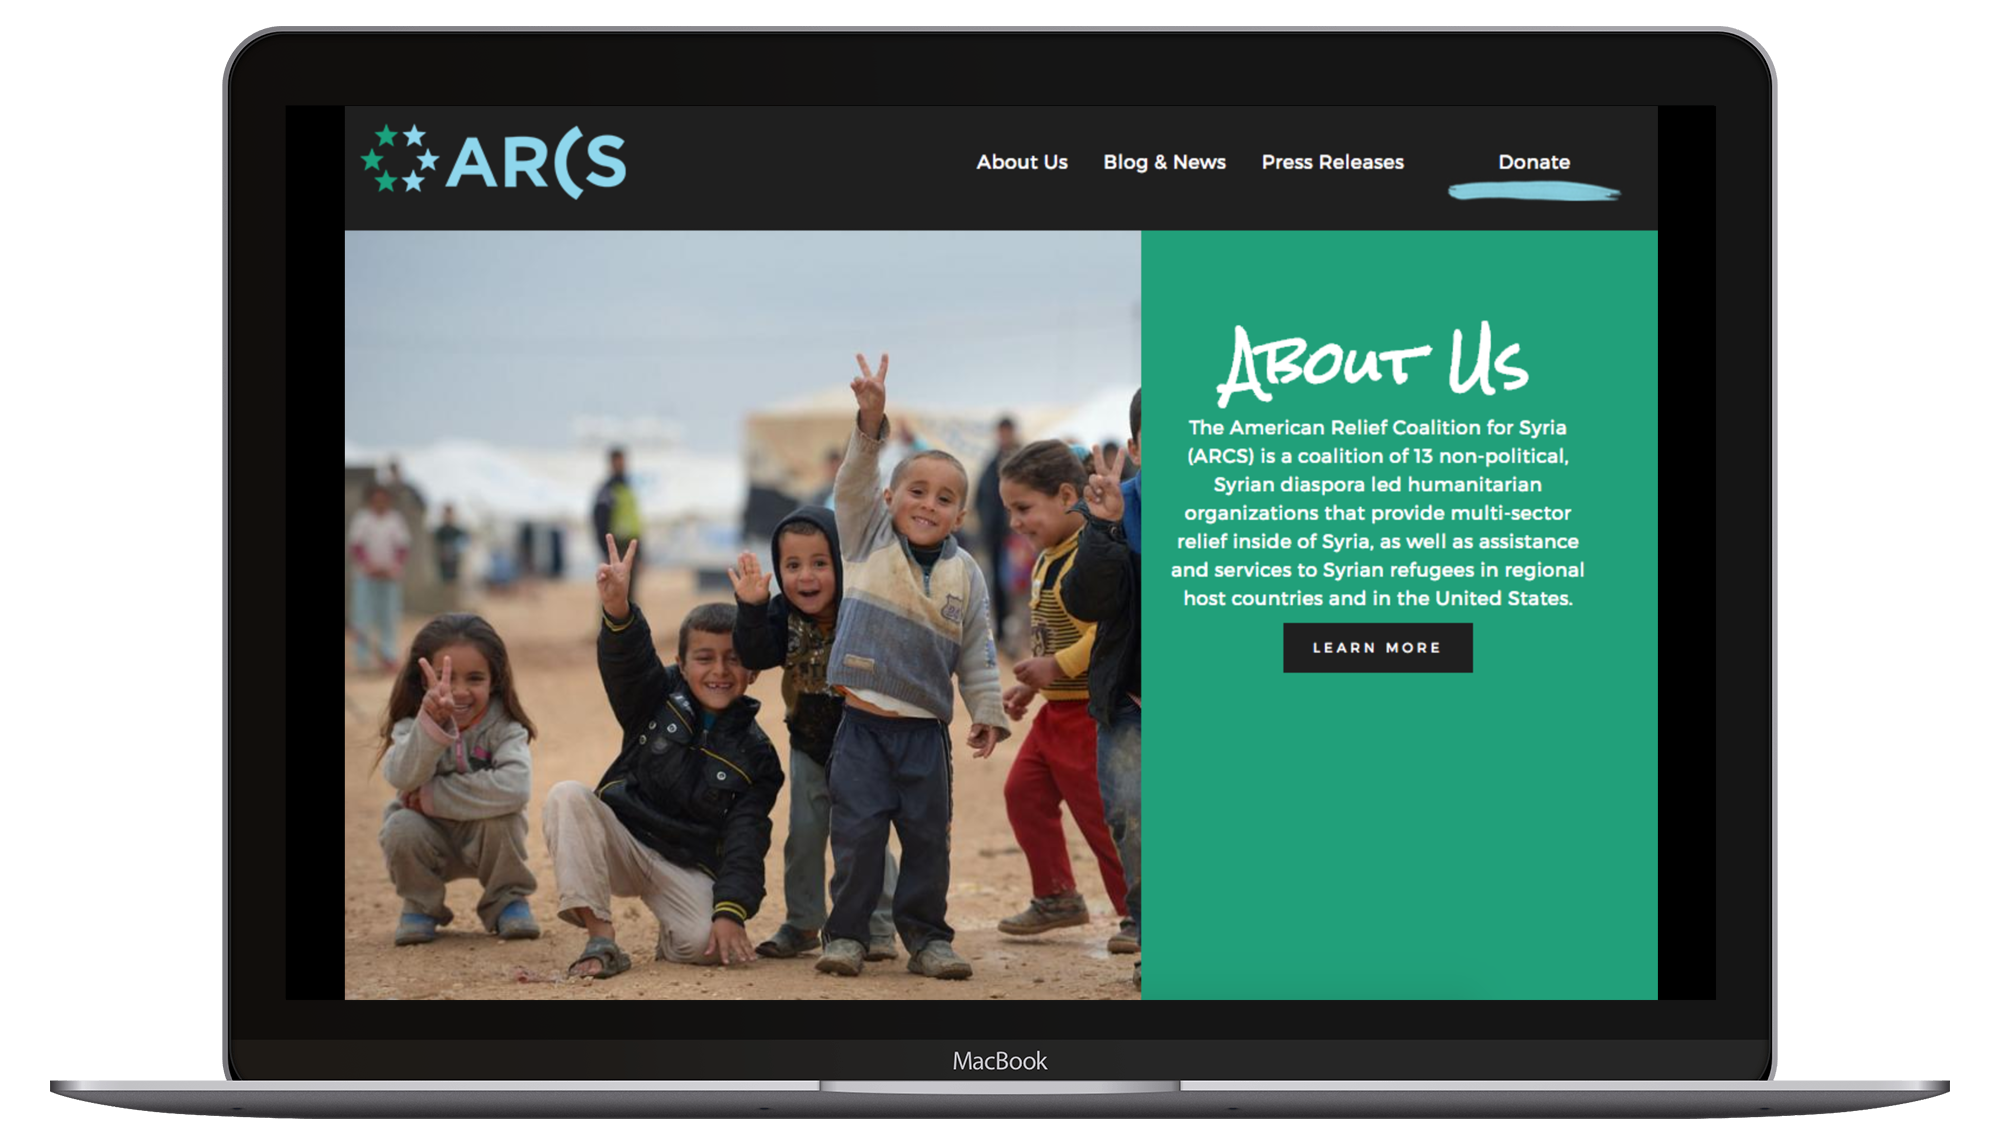 ARCS
About Us
Blog & News
Press Releases
Donate
About Us
The American Relief Coalition for Syria
(ARCS) is a coalition of 13 non-political,
Syrian diaspora led humanitarian
organizations that provide multi-sector
relief inside of Syria, as well as assistance
and services to Syrian refugees in regional
host countries and in the United States.
LEARN MORE
MacBook